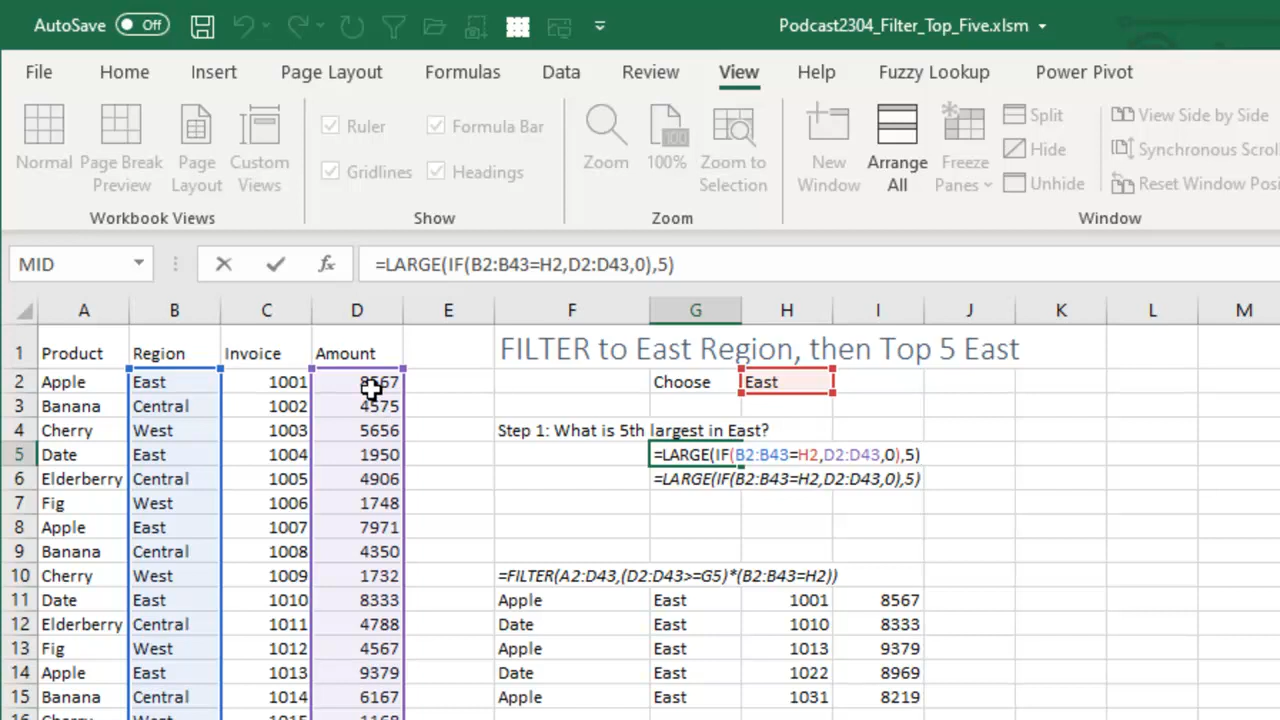 AutoSave Off Podcast2304_Filter_Top_Five.xlsm
File Home Insert Page Layout Formulas Data Review View Help Fuzzy Lookup Power Pivot
Normal Page Break Preview Page Layout Custom Views
Workbook Views
Ruler Formula Bar
Gridlines Headings
Show
Zoom 100% Zoom to Selection
Zoom
New Window Arrange All Freeze Panes
Split
Hide
Unhide
View Side by Side
Synchronous Scrol
Reset Window Posi
Window
MID fx =LARGE(IF(B2:B43=H2,D2:D43,0),5)
A B C D E F G H I J K L M
1 Product Region Invoice Amount FILTER to East Region, then Top 5 East
2 Apple East 1001 8567 Choose East
3 Banana Central 1002 4575
4 Cherry West 1003 5656 Step 1: What is 5th largest in East?
5 Date East 1004 1950 =LARGE(IF(B2:B43=H2,D2:D43,0),5)
6 Elderberry Central 1005 4906 =LARGE(IF(B2:B43=H2,D2:D43,0),5)
7 Fig West 1006 1748
8 Apple East 1007 7971
9 Banana Central 1008 4350
10 Cherry West 1009 1732 =FILTER(A2:D43,(D2:D43>=G5)*(B2:B43=H2))
11 Date East 1010 8333 Apple East 1001 8567
12 Elderberry Central 1011 4788 Date East 1010 8333
13 Fig West 1012 4567 Apple East 1013 9379
14 Apple East 1013 9379 Date East 1022 8969
15 Banana Central 1014 6167 Apple East 1031 8219